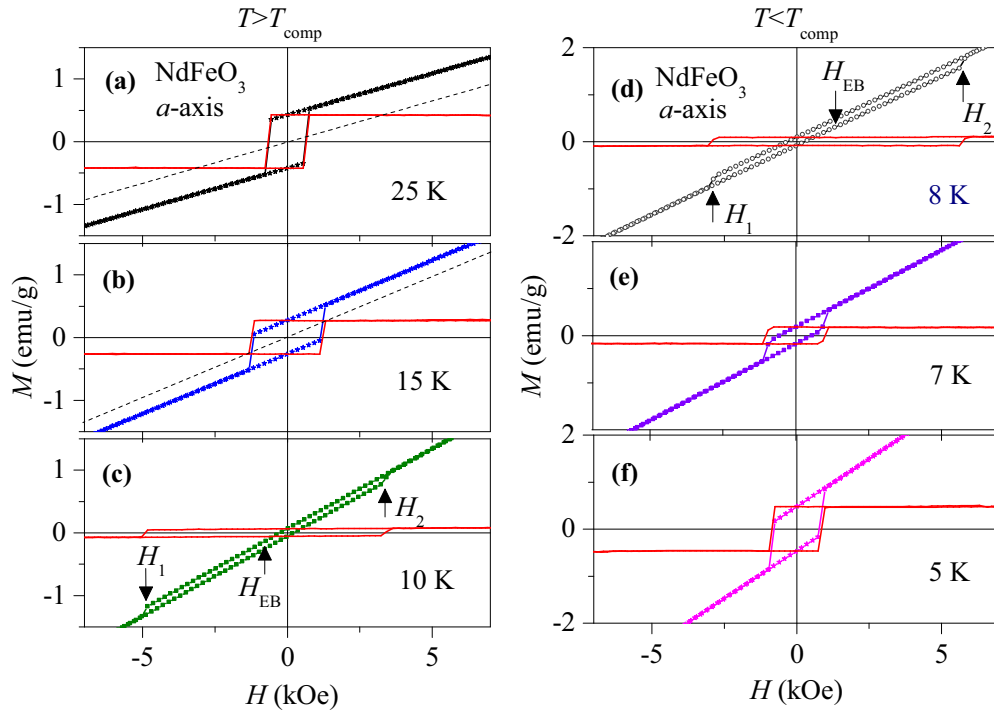 T>T_comp
T<T_comp
(a) NdFeO3
a-axis
25 K
1
0
-1
(b)
15 K
1
0
-1
(c)
H1
HEB
H2
10 K
1
0
-1
-5 0 5
H (kOe)
M (emu/g)
(d) NdFeO3
a-axis
HEB
H2
H1
8 K
2
0
-2
(e)
7 K
0
(f)
5 K
2
0
-2
-5 0 5
H (kOe)
M (emu/g)